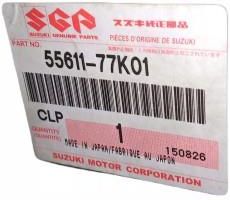 SGP スズキ純正部品
SUZUKI GENUINE PARTS PIÈCES D'ORIGINE DE SUZUKI
PART NO.
55611-77K01
CLP
QUANTITY 1
MADE IN JAPAN/FABRIQUÉ AU JAPON 150826
SUZUKI MOTOR CORPORATION